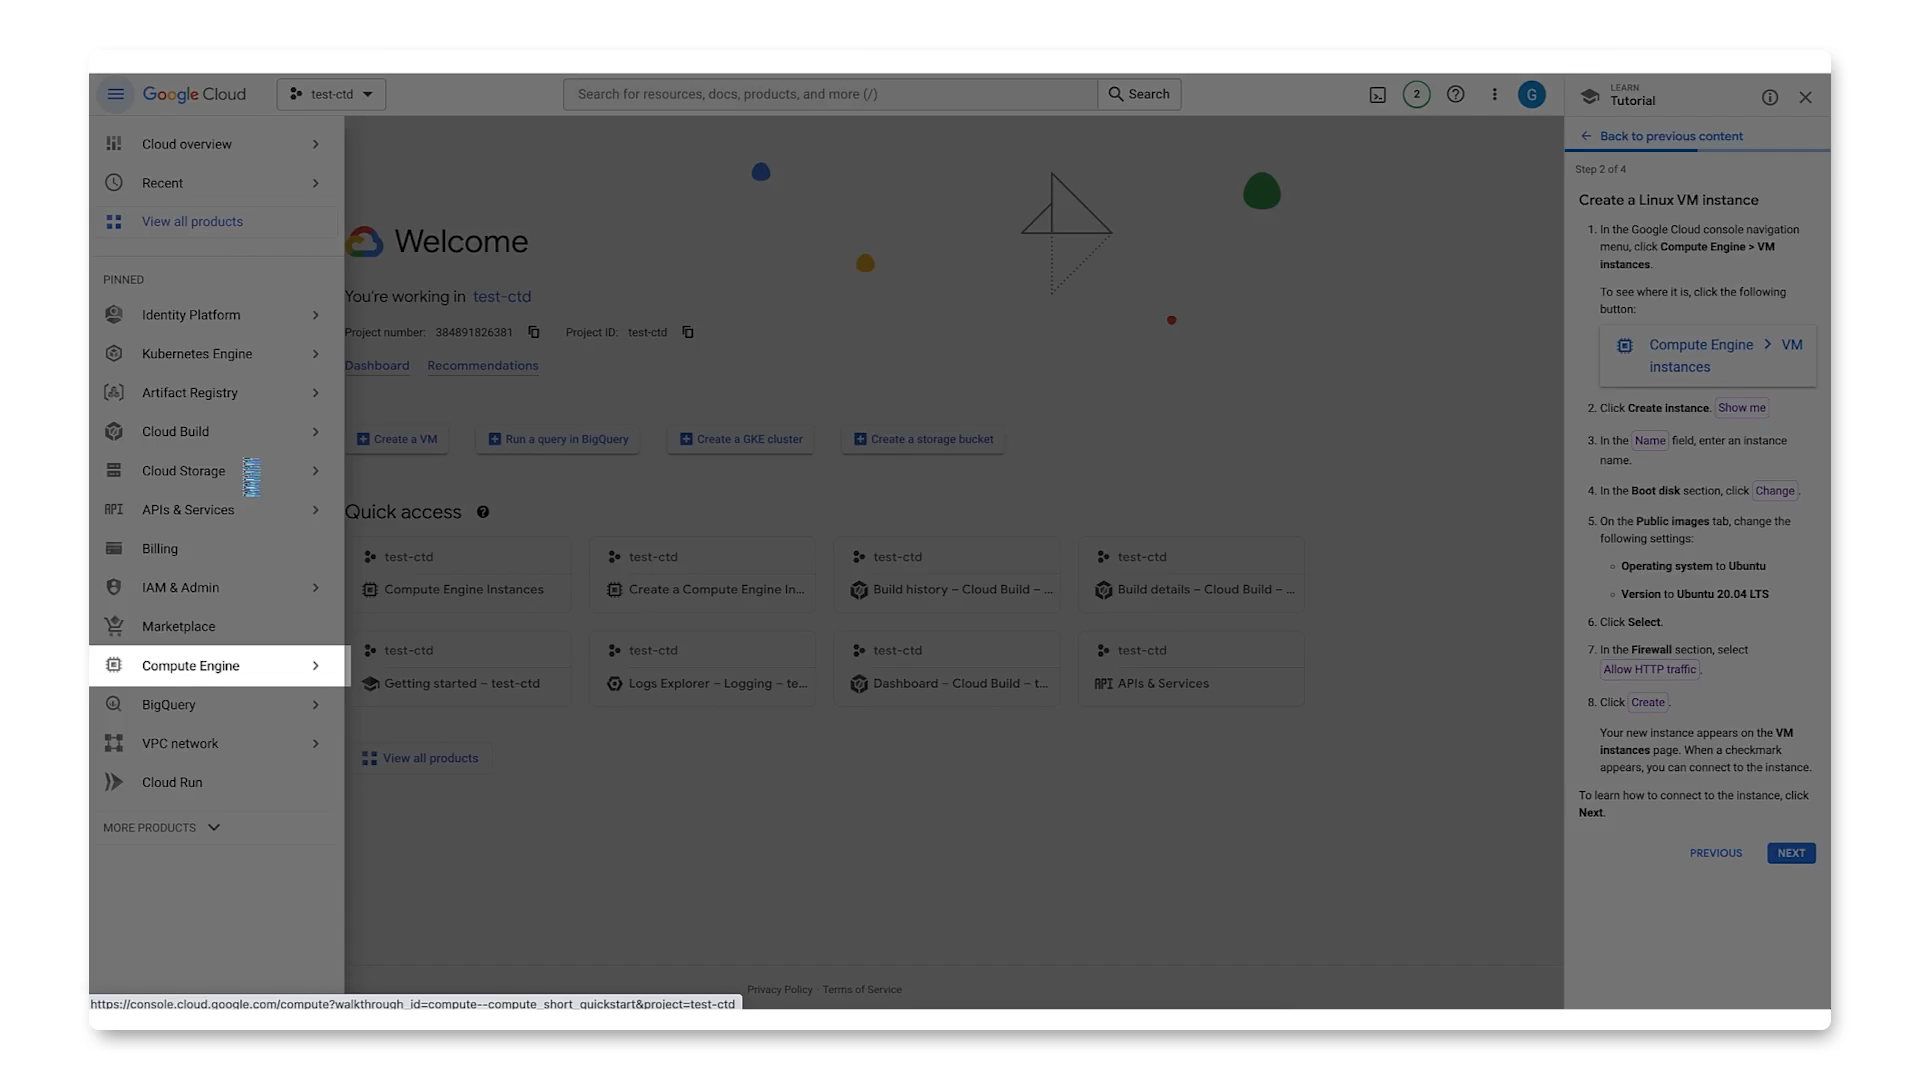 Google Cloud
test-ctd
Search for resources, docs, products, and more (/)
Search
2
G
LEARN
Tutorial
Cloud overview
Recent
View all products
PINNED
Identity Platform
Kubernetes Engine
Artifact Registry
Cloud Build
Cloud Storage
API APIs & Services
Billing
IAM & Admin
Marketplace
Compute Engine
BigQuery
VPC network
Cloud Run
MORE PRODUCTS
Welcome
You're working in test-ctd
Project number: 384891826381 Project ID: test-ctd
Dashboard Recommendations
Create a VM Run a query in BigQuery Create a GKE cluster Create a storage bucket
Quick access
test-ctd test-ctd test-ctd test-ctd
Compute Engine Instances Create a Compute Engine In... Build history – Cloud Build – ... Build details – Cloud Build – ...
test-ctd test-ctd test-ctd test-ctd
Getting started – test-ctd Logs Explorer – Logging – te... Dashboard – Cloud Build – t... API APIs & Services
View all products
Privacy Policy · Terms of Service
https://console.cloud.google.com/compute?walkthrough_id=compute--compute_short_quickstart&project=test-ctd
Back to previous content
Step 2 of 4
Create a Linux VM instance
1. In the Google Cloud console navigation
menu, click Compute Engine > VM
instances.
To see where it is, click the following
button:
Compute Engine > VM
instances
2. Click Create instance. Show me
3. In the Name field, enter an instance
name.
4. In the Boot disk section, click Change.
5. On the Public images tab, change the
following settings:
Operating system to Ubuntu
Version to Ubuntu 20.04 LTS
6. Click Select.
7. In the Firewall section, select
Allow HTTP traffic.
8. Click Create.
Your new instance appears on the VM
instances page. When a checkmark
appears, you can connect to the instance.
To learn how to connect to the instance, click
Next.
PREVIOUS NEXT